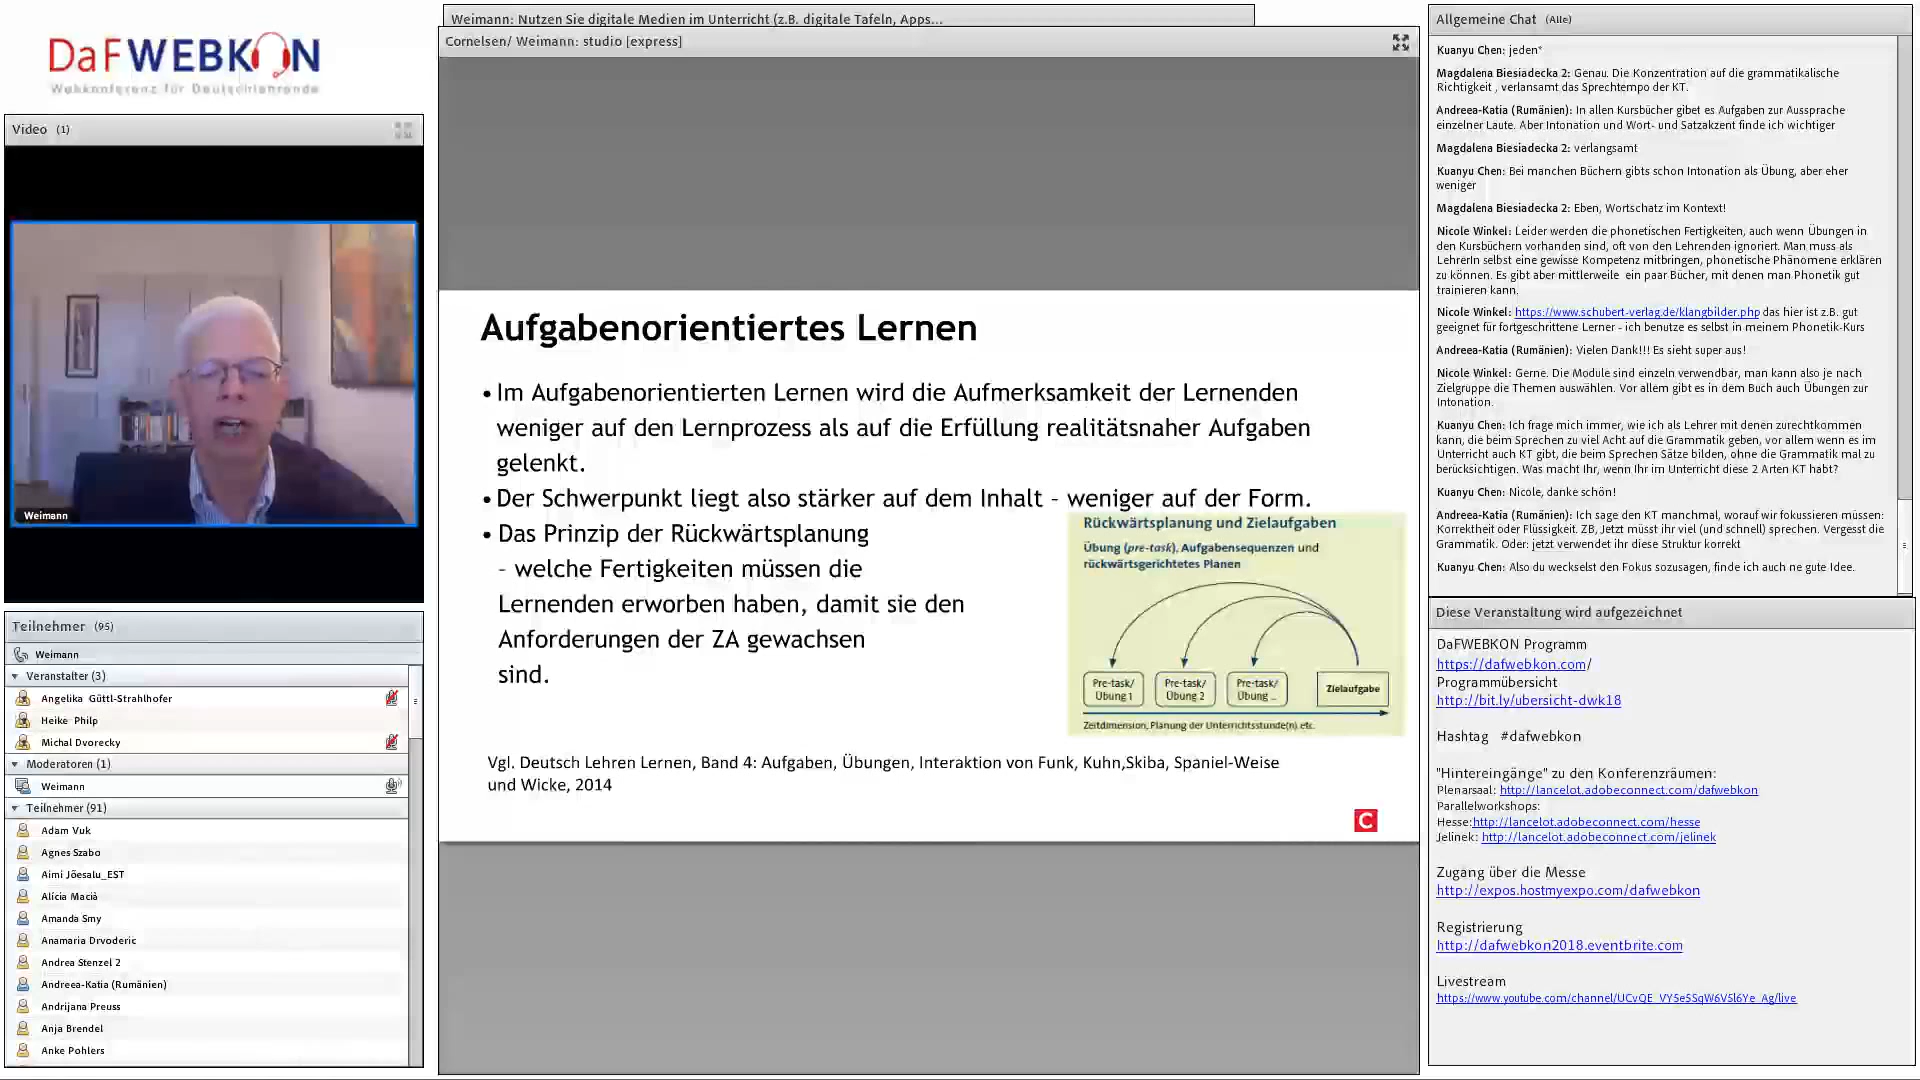 DaFWEBKON
Webkonferenz für Deutschlehrende
Video (1)
Weimann
Teilnehmer (95)
Weimann
Veranstalter (3)
Angelika Güttl-Strahlhofer
Heike Philp
Michal Dvorecky
Moderatoren (1)
Weimann
Teilnehmer (91)
Adam Vuk
Agnes Szabo
Aimi Jõesalu_EST
Alícia Macià
Amanda Smy
Anamaria Drvoderic
Andrea Stenzel 2
Andreea-Katia (Rumänien)
Andrijana Preuss
Anja Brendel
Anke Pohlers
Weimann: Nutzen Sie digitale Medien im Unterricht (z.B. digitale Tafeln, Apps...
Cornelsen/ Weimann: studio [express]
Aufgabenorientiertes Lernen
• Im Aufgabenorientierten Lernen wird die Aufmerksamkeit der Lernenden
weniger auf den Lernprozess als auf die Erfüllung realitätsnaher Aufgaben
gelenkt.
• Der Schwerpunkt liegt also stärker auf dem Inhalt – weniger auf der Form.
• Das Prinzip der Rückwärtsplanung
– welche Fertigkeiten müssen die
Lernenden erworben haben, damit sie den
Anforderungen der ZA gewachsen
sind.
Rückwärtsplanung und Zielaufgaben
Übung (pre-task), Aufgabensequenzen und
rückwärtsgerichtetes Planen
Pre-task/ Übung 1
Pre-task/ Übung 2
Pre-task/ Übung ...
Zielaufgabe
Zeitdimension, Planung der Unterrichtsstunde(n) etc.
Vgl. Deutsch Lehren Lernen, Band 4: Aufgaben, Übungen, Interaktion von Funk, Kuhn,Skiba, Spaniel-Weise
und Wicke, 2014
C
Allgemeine Chat (Alle)
Kuanyu Chen: jeden*
Magdalena Biesiadecka 2: Genau. Die Konzentration auf die grammatikalische
Richtigkeit , verlansamt das Sprechtempo der KT.
Andreea-Katia (Rumänien): In allen Kursbücher gibet es Aufgaben zur Aussprache
einzelner Laute. Aber Intonation und Wort- und Satzakzent finde ich wichtiger
Magdalena Biesiadecka 2: verlangsamt
Kuanyu Chen: Bei manchen Büchern gibts schon Intonation als Übung, aber eher
weniger
Magdalena Biesiadecka 2: Eben, Wortschatz im Kontext!
Nicole Winkel: Leider werden die phonetischen Fertigkeiten, auch wenn Übungen in
den Kursbüchern vorhanden sind, oft von den Lehrenden ignoriert. Man muss als
LehrerIn selbst eine gewisse Kompetenz mitbringen, phonetische Phänomene erklären
zu können. Es gibt aber mittlerweile ein paar Bücher, mit denen man Phonetik gut
trainieren kann.
Nicole Winkel: https://www.schubert-verlag.de/klangbilder.php das hier ist z.B. gut
geeignet für fortgeschrittene Lerner - ich benutze es selbst in meinem Phonetik-Kurs
Andreea-Katia (Rumänien): Vielen Dank!!! Es sieht super aus!
Nicole Winkel: Gerne. Die Module sind einzeln verwendbar, man kann also je nach
Zielgruppe die Themen auswählen. Vor allem gibt es in dem Buch auch Übungen zur
Intonation.
Kuanyu Chen: Ich frage mich immer, wie ich als Lehrer mit denen zurechtkommen
kann, die beim Sprechen zu viel Acht auf die Grammatik geben, vor allem wenn es im
Unterricht auch KT gibt, die beim Sprechen Sätze bilden, ohne die Grammatik mal zu
berücksichtigen. Was macht Ihr, wenn Ihr im Unterricht diese 2 Arten KT habt?
Kuanyu Chen: Nicole, danke schön!
Andreea-Katia (Rumänien): Ich sage den KT manchmal, worauf wir fokussieren müssen:
Korrektheit oder Flüssigkeit. ZB, Jetzt müsst ihr viel (und schnell) sprechen. Vergesst die
Grammatik. Oder: jetzt verwendet ihr diese Struktur korrekt
Kuanyu Chen: Also du weckselst den Fokus sozusagen, finde ich auch ne gute Idee.
Diese Veranstaltung wird aufgezeichnet
DaFWEBKON Programm
https://dafwebkon.com/
Programmübersicht
http://bit.ly/ubersicht-dwk18
Hashtag #dafwebkon
"Hintereingänge" zu den Konferenzräumen:
Plenarsaal: http://lancelot.adobeconnect.com/dafwebkon
Parallelworkshops:
Hesse:http://lancelot.adobeconnect.com/hesse
Jelinek: http://lancelot.adobeconnect.com/jelinek
Zugang über die Messe
http://expos.hostmyexpo.com/dafwebkon
Registrierung
http://dafwebkon2018.eventbrite.com
Livestream
https://www.youtube.com/channel/UCvQE_VY5e5SqW6V5l6Ye_Ag/live